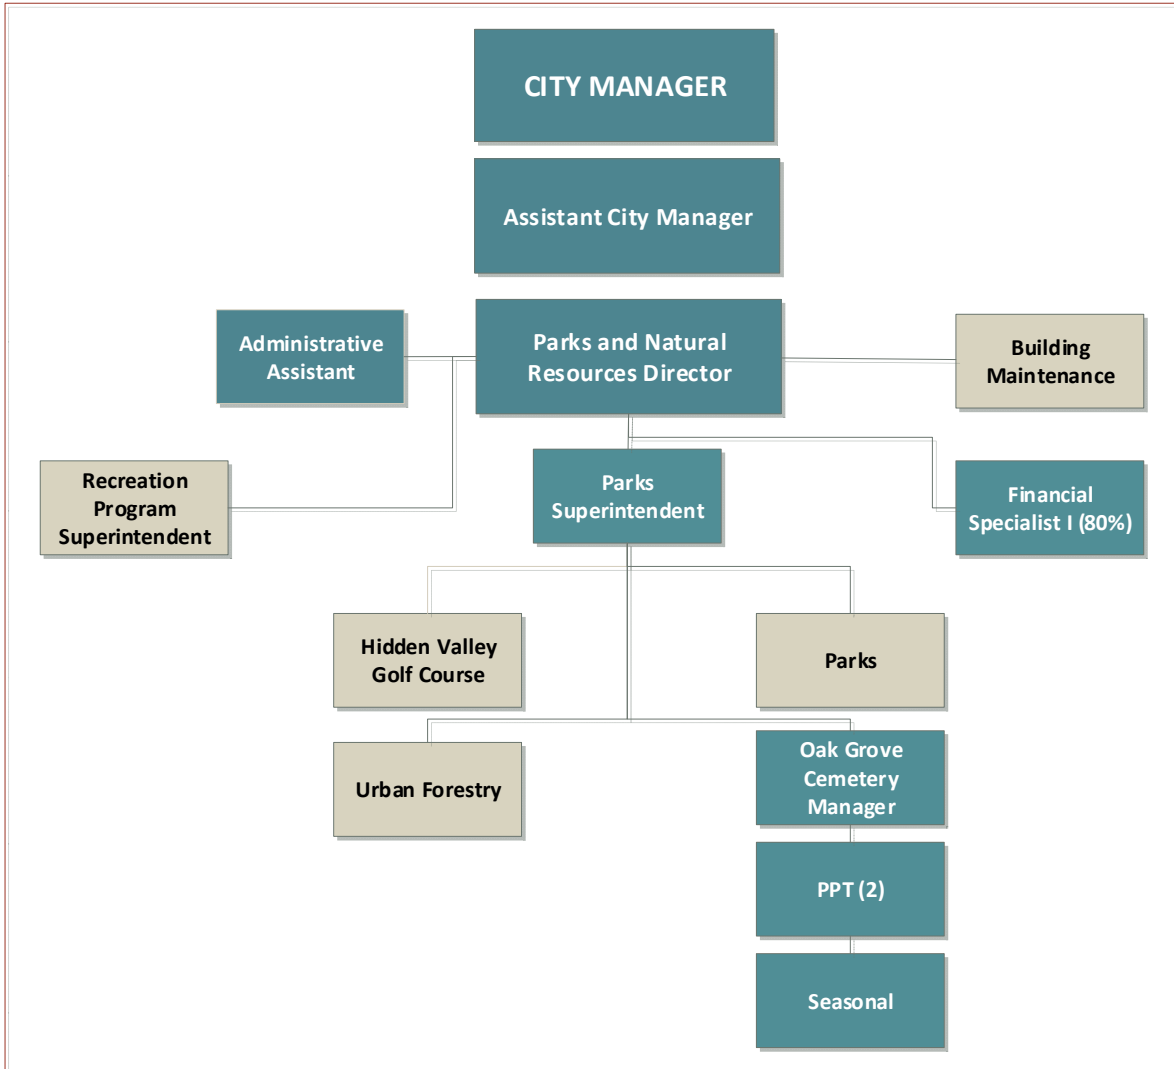 CITY MANAGER
Assistant City Manager
Administrative
Assistant
Parks and Natural
Resources Director
Building
Maintenance
Recreation
Program
Superintendent
Parks
Superintendent
Financial
Specialist I (80%)
Hidden Valley
Golf Course
Parks
Urban Forestry
Oak Grove
Cemetery
Manager
PPT (2)
Seasonal